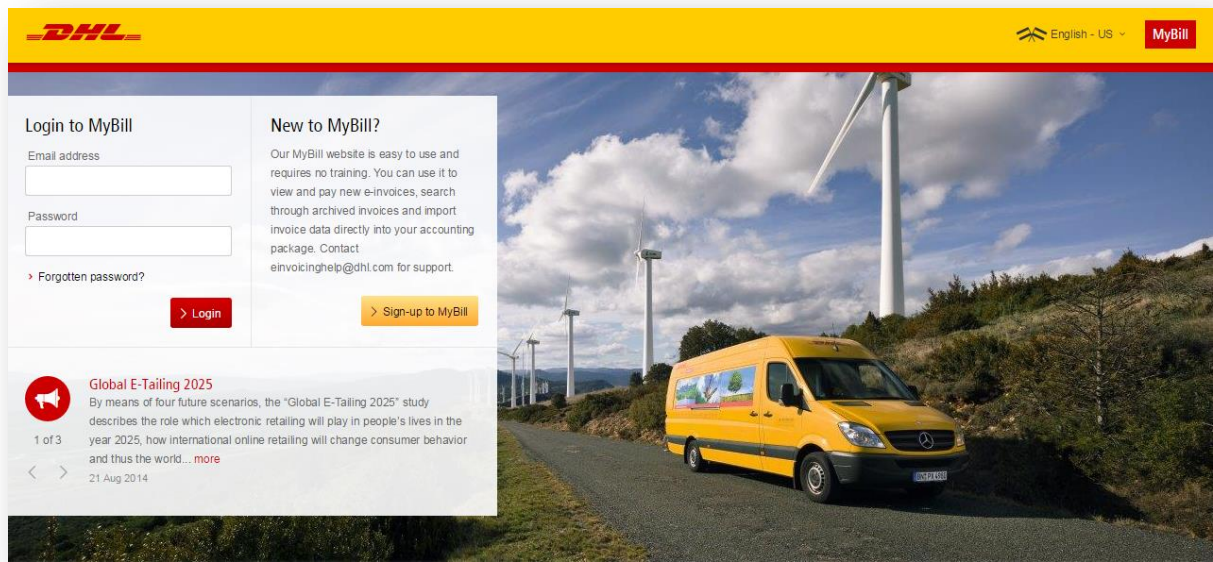 DHL
English - US
MyBill
Login to MyBill
Email address
Password
Forgotten password?
Login
New to MyBill?
Our MyBill website is easy to use and
requires no training. You can use it to
view and pay new e-invoices, search
through archived invoices and import
invoice data directly into your accounting
package. Contact
einvoicinghelp@dhl.com for support.
Sign-up to MyBill
Global E-Tailing 2025
By means of four future scenarios, the “Global E-Tailing 2025” study
describes the role which electronic retailing will play in people's lives in the
year 2025, how international online retailing will change consumer behavior
and thus the world... more
1 of 3
21 Aug 2014